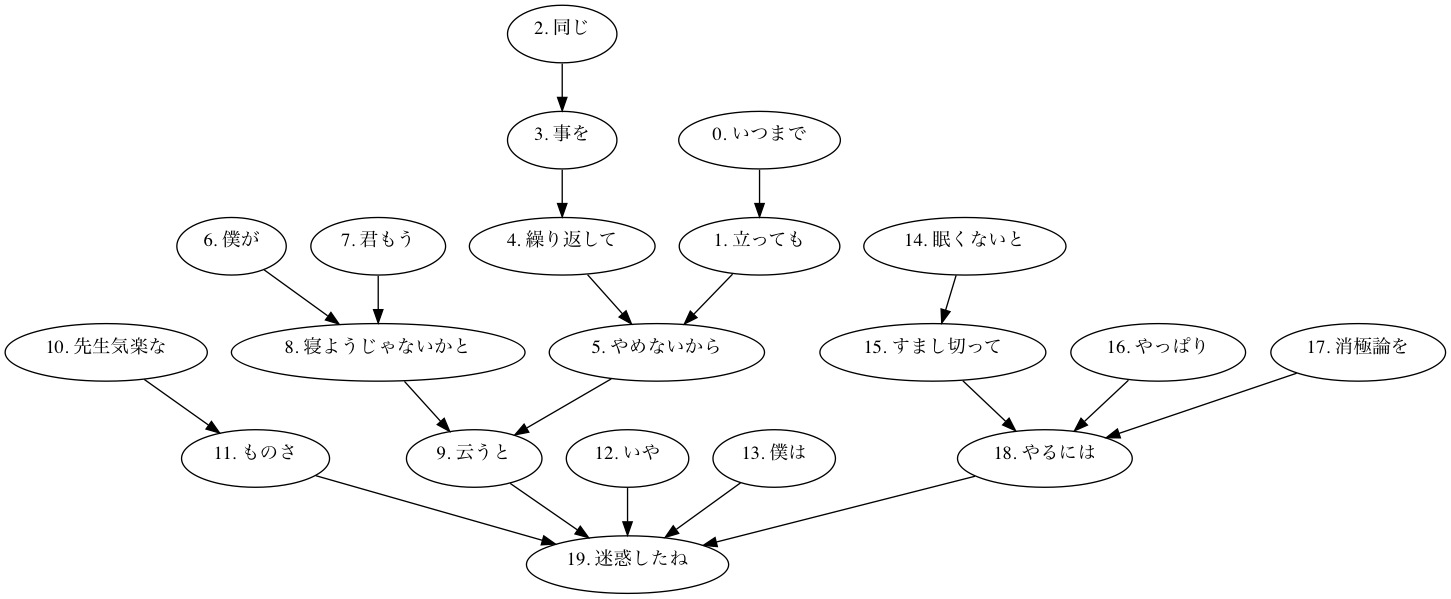 2. 同じ
3. 事を
0. いつまで
6. 僕が
7. 君もう
4. 繰り返して
1. 立っても
14. 眠くないと
10. 先生気楽な
8. 寝ようじゃないかと
5. やめないから
15. すまし切って
16. やっぱり
17. 消極論を
11. ものさ
9. 云うと
12. いや
13. 僕は
18. やるには
19. 迷惑したね